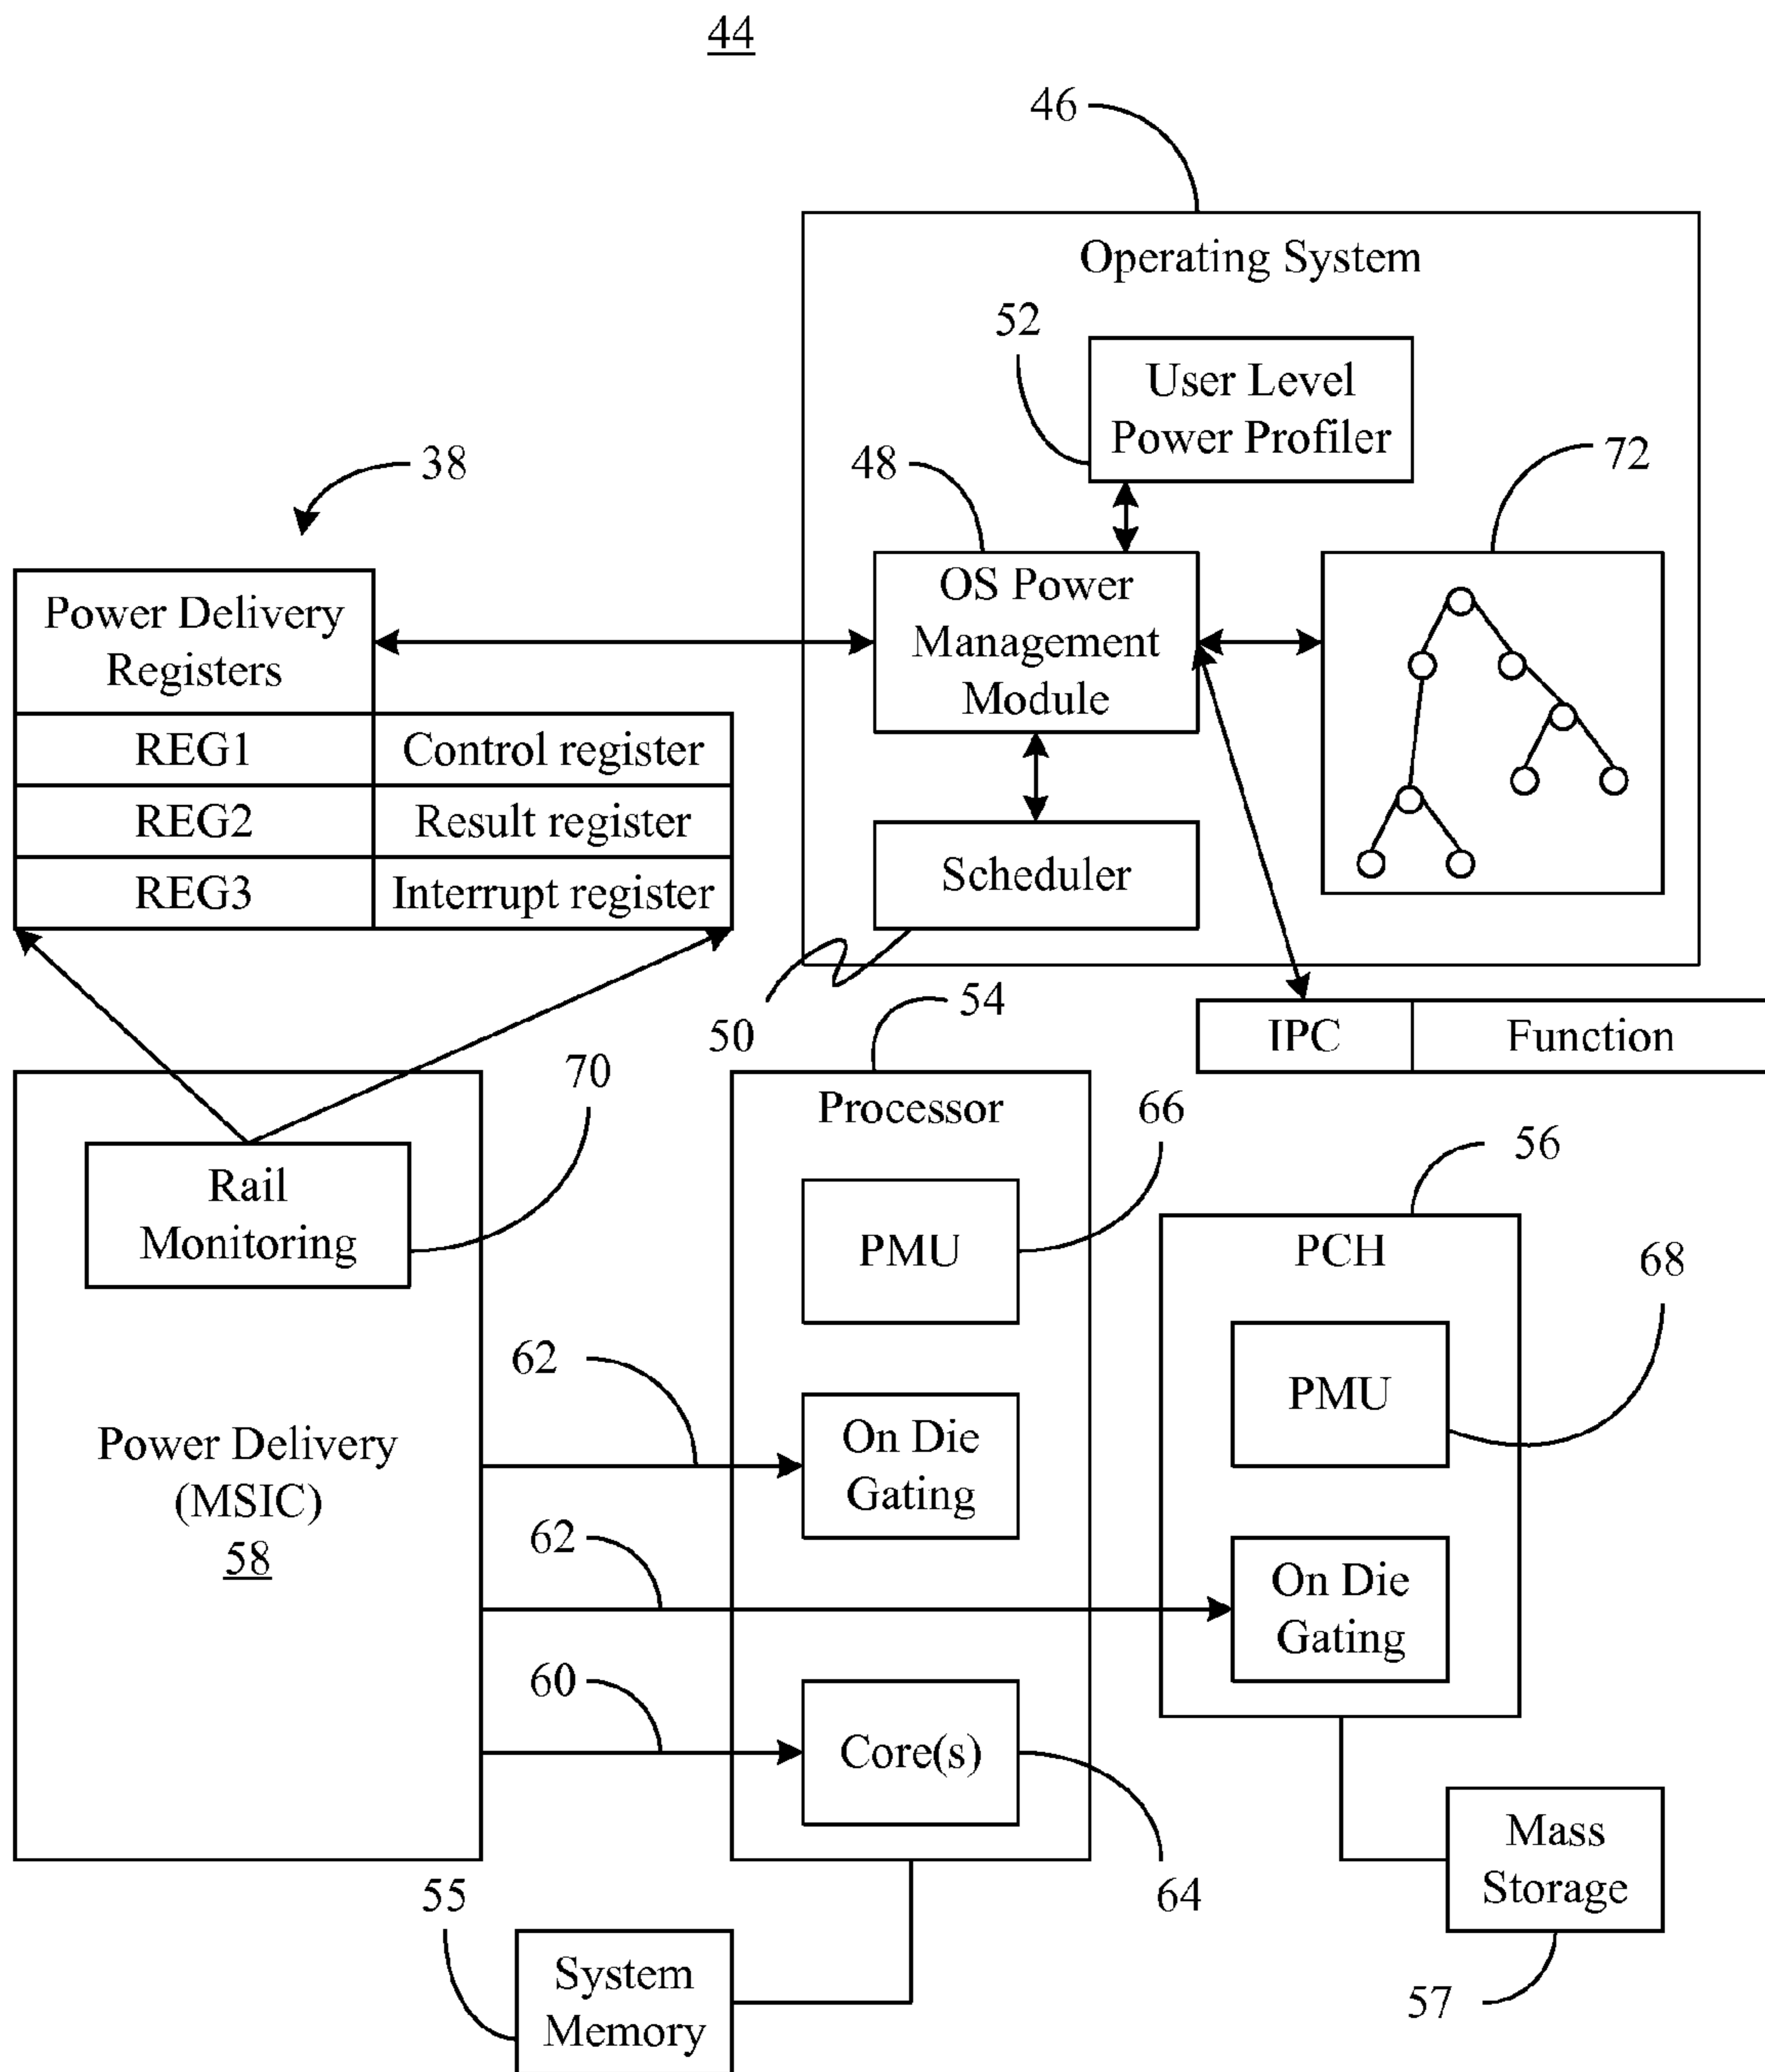 44
46
Operating System
52
User Level
Power Profiler
48
72
38
OS Power
Management
Module
Power Delivery
Registers
REG1 Control register
REG2 Result register
REG3 Interrupt register
Scheduler
50
54
IPC Function
70
Processor
66
56
Rail
Monitoring
PMU
PCH
68
62
PMU
On Die
Gating
Power Delivery
(MSIC)
58
62
On Die
Gating
60
Core(s)
Mass
Storage
55
64
System
Memory
57